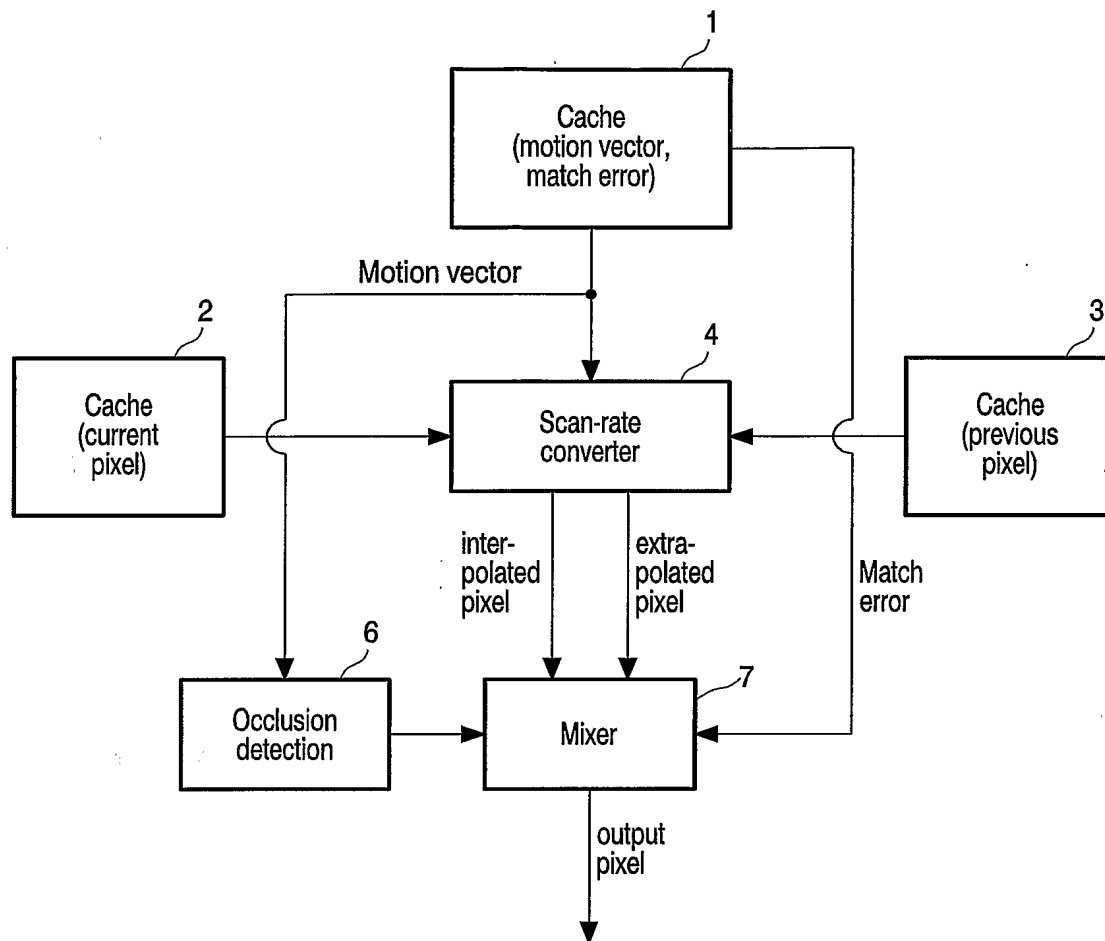 1
Cache
(motion vector,
match error)
Motion vector
2
Cache
(current
pixel)
4
Scan-rate
converter
3
Cache
(previous
pixel)
inter-
polated
pixel
extra-
polated
pixel
Match
error
6
Occlusion
detection
7
Mixer
output
pixel